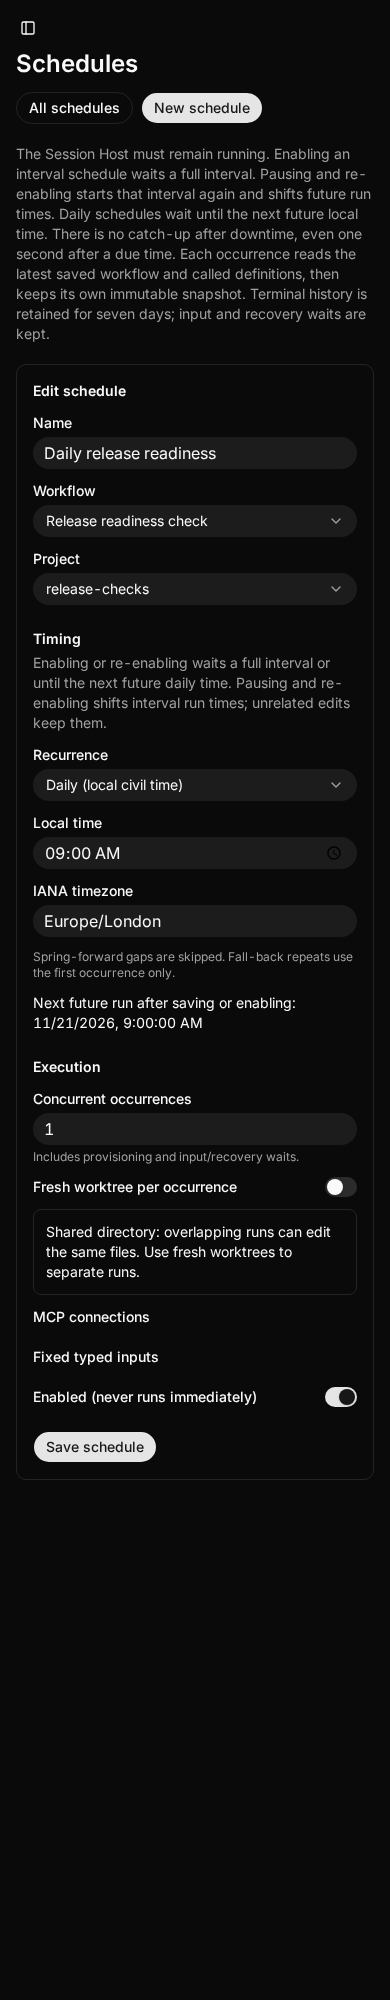 Schedules
All schedules
New schedule
The Session Host must remain running. Enabling an
interval schedule waits a full interval. Pausing and re-
enabling starts that interval again and shifts future run
times. Daily schedules wait until the next future local
time. There is no catch-up after downtime, even one
second after a due time. Each occurrence reads the
latest saved workflow and called definitions, then
keeps its own immutable snapshot. Terminal history is
retained for seven days; input and recovery waits are
kept.
Edit schedule
Name
Daily release readiness
Workflow
Release readiness check
Project
release-checks
Timing
Enabling or re-enabling waits a full interval or
until the next future daily time. Pausing and re-
enabling shifts interval run times; unrelated edits
keep them.
Recurrence
Daily (local civil time)
Local time
09:00 AM
IANA timezone
Europe/London
Spring-forward gaps are skipped. Fall-back repeats use
the first occurrence only.
Next future run after saving or enabling:
11/21/2026, 9:00:00 AM
Execution
Concurrent occurrences
1
Includes provisioning and input/recovery waits.
Fresh worktree per occurrence
Shared directory: overlapping runs can edit
the same files. Use fresh worktrees to
separate runs.
MCP connections
Fixed typed inputs
Enabled (never runs immediately)
Save schedule